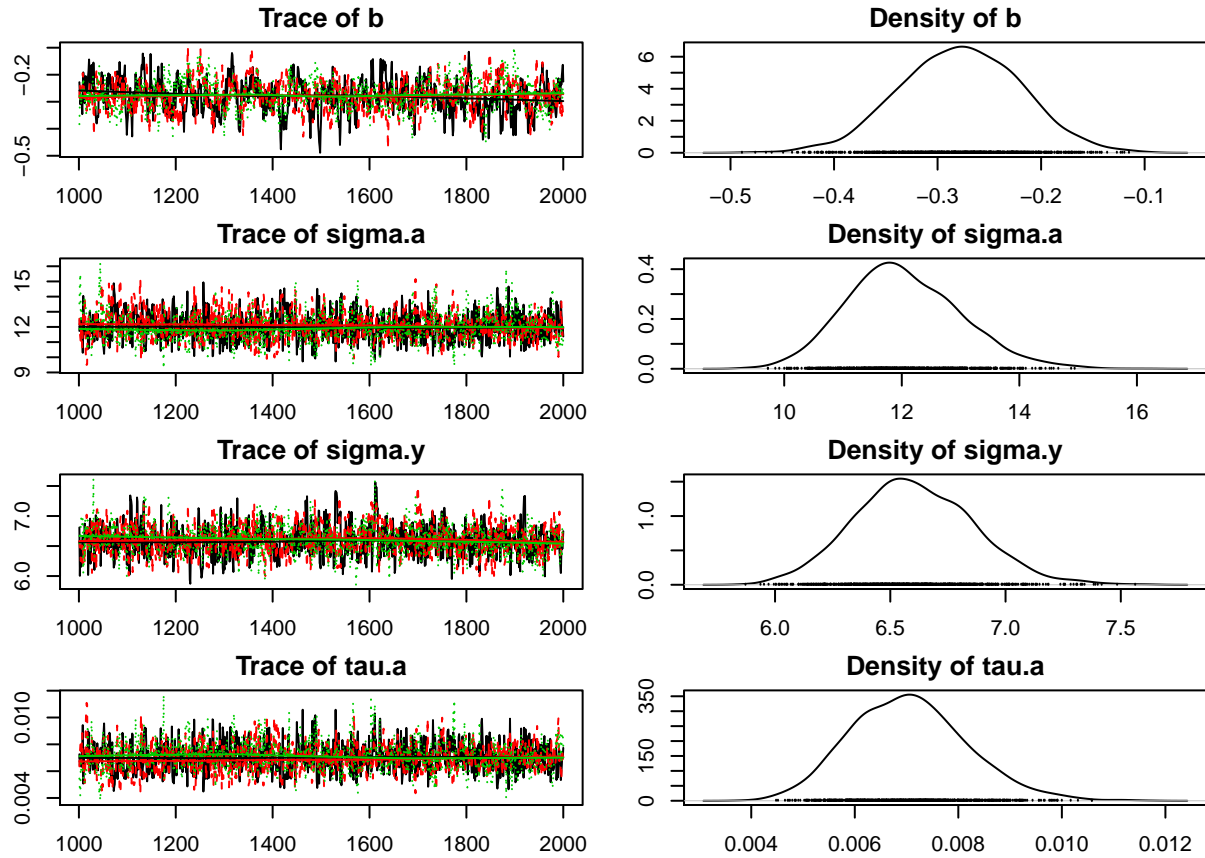 Trace of b
−0.2
−0.5
1000 1200 1400 1600 1800 2000
Density of b
6
4
2
0
−0.5 −0.4 −0.3 −0.2 −0.1
Trace of sigma.a
15
12
9
1000 1200 1400 1600 1800 2000
Density of sigma.a
0.4
0.2
0.0
10 12 14 16
Trace of sigma.y
7.0
6.0
1000 1200 1400 1600 1800 2000
Density of sigma.y
1.0
0.0
6.0 6.5 7.0 7.5
Trace of tau.a
0.010
0.004
1000 1200 1400 1600 1800 2000
Density of tau.a
350
150
0
0.004 0.006 0.008 0.010 0.012